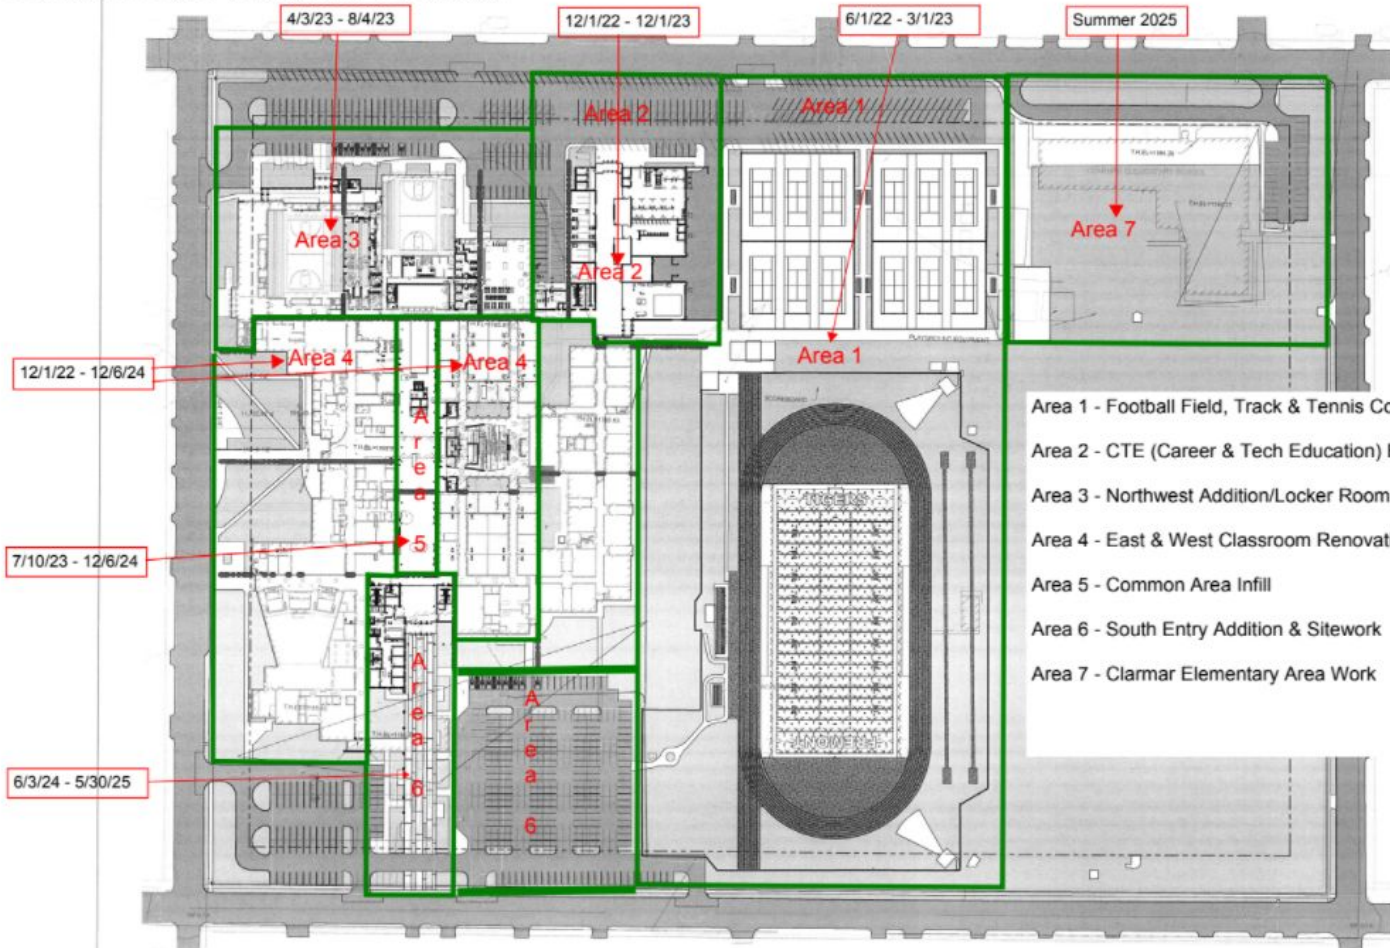 4/3/23 - 8/4/23
12/1/22 - 12/1/23
6/1/22 - 3/1/23
Summer 2025
Area 2
Area 1
Area 3
Area 2
Area 7
Area 4
Area 4
Area 1
12/1/22 - 12/6/24
PLAYGROUND EQUIPMENT
SCOREBOARD
Area 5
7/10/23 - 12/6/24
TIGERS
FREMONT
Area 6
Area 6
6/3/24 - 5/30/25
Area 1 - Football Field, Track & Tennis Co
Area 2 - CTE (Career & Tech Education)
Area 3 - Northwest Addition/Locker Room
Area 4 - East & West Classroom Renovat
Area 5 - Common Area Infill
Area 6 - South Entry Addition & Sitework
Area 7 - Clarmar Elementary Area Work